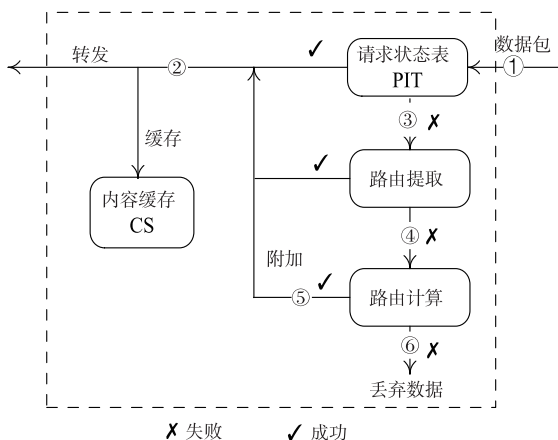 转发
②
✓
请求状态表
PIT
数据包
①
缓存
③ ✗
内容缓存
CS
✓
路由提取
④ ✗
附加
⑤
✓
路由计算
⑥ ✗
丢弃数据
✗ 失败
✓ 成功